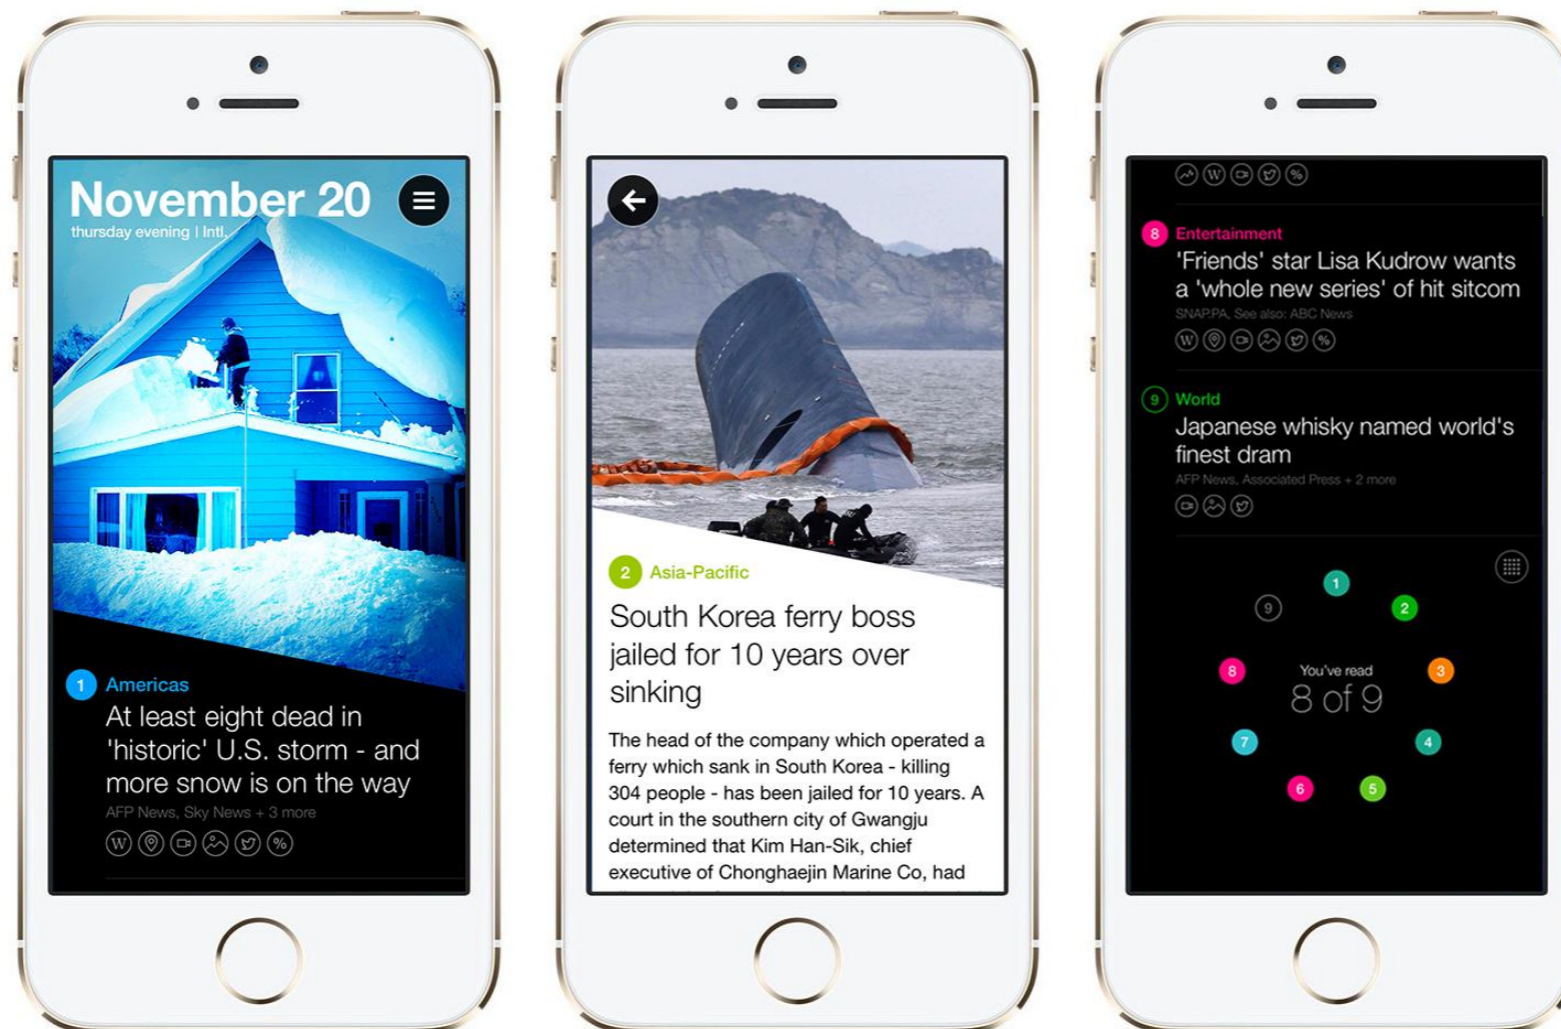 November 20
thursday evening | Intl.
1 Americas
At least eight dead in
'historic' U.S. storm - and
more snow is on the way
AFP News, Sky News + 3 more
W %
2 Asia-Pacific
South Korea ferry boss
jailed for 10 years over
sinking
The head of the company which operated a
ferry which sank in South Korea - killing
304 people - has been jailed for 10 years. A
court in the southern city of Gwangju
determined that Kim Han-Sik, chief
executive of Chonghaejin Marine Co, had
W %
8 Entertainment
'Friends' star Lisa Kudrow wants
a 'whole new series' of hit sitcom
SNAP.PA, See also: ABC News
W %
9 World
Japanese whisky named world's
finest dram
AFP News, Associated Press + 2 more
1
9 2
8 You've read 3
8 of 9
7 4
6 5